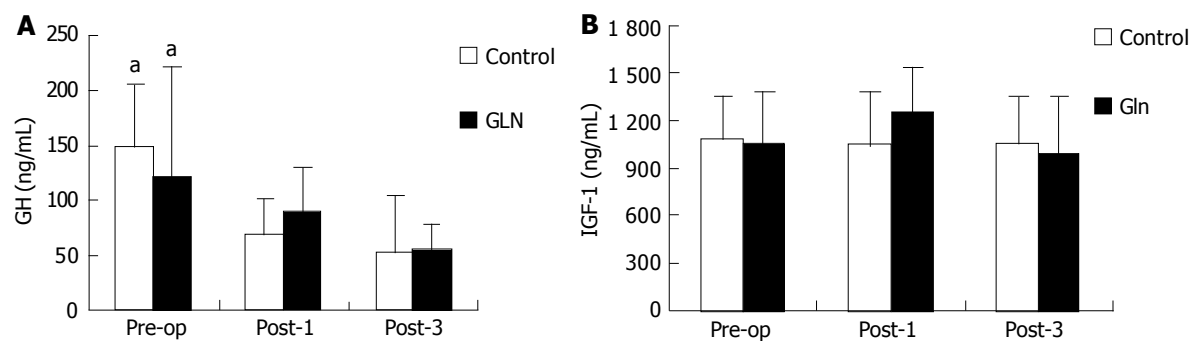 A
250
200
150
100
50
0
GH (ng/mL)
a
a
Control
GLN
Pre-op
Post-1
Post-3
B
1 800
1 500
1 200
900
600
300
0
IGF-1 (ng/mL)
Control
Gln
Pre-op
Post-1
Post-3